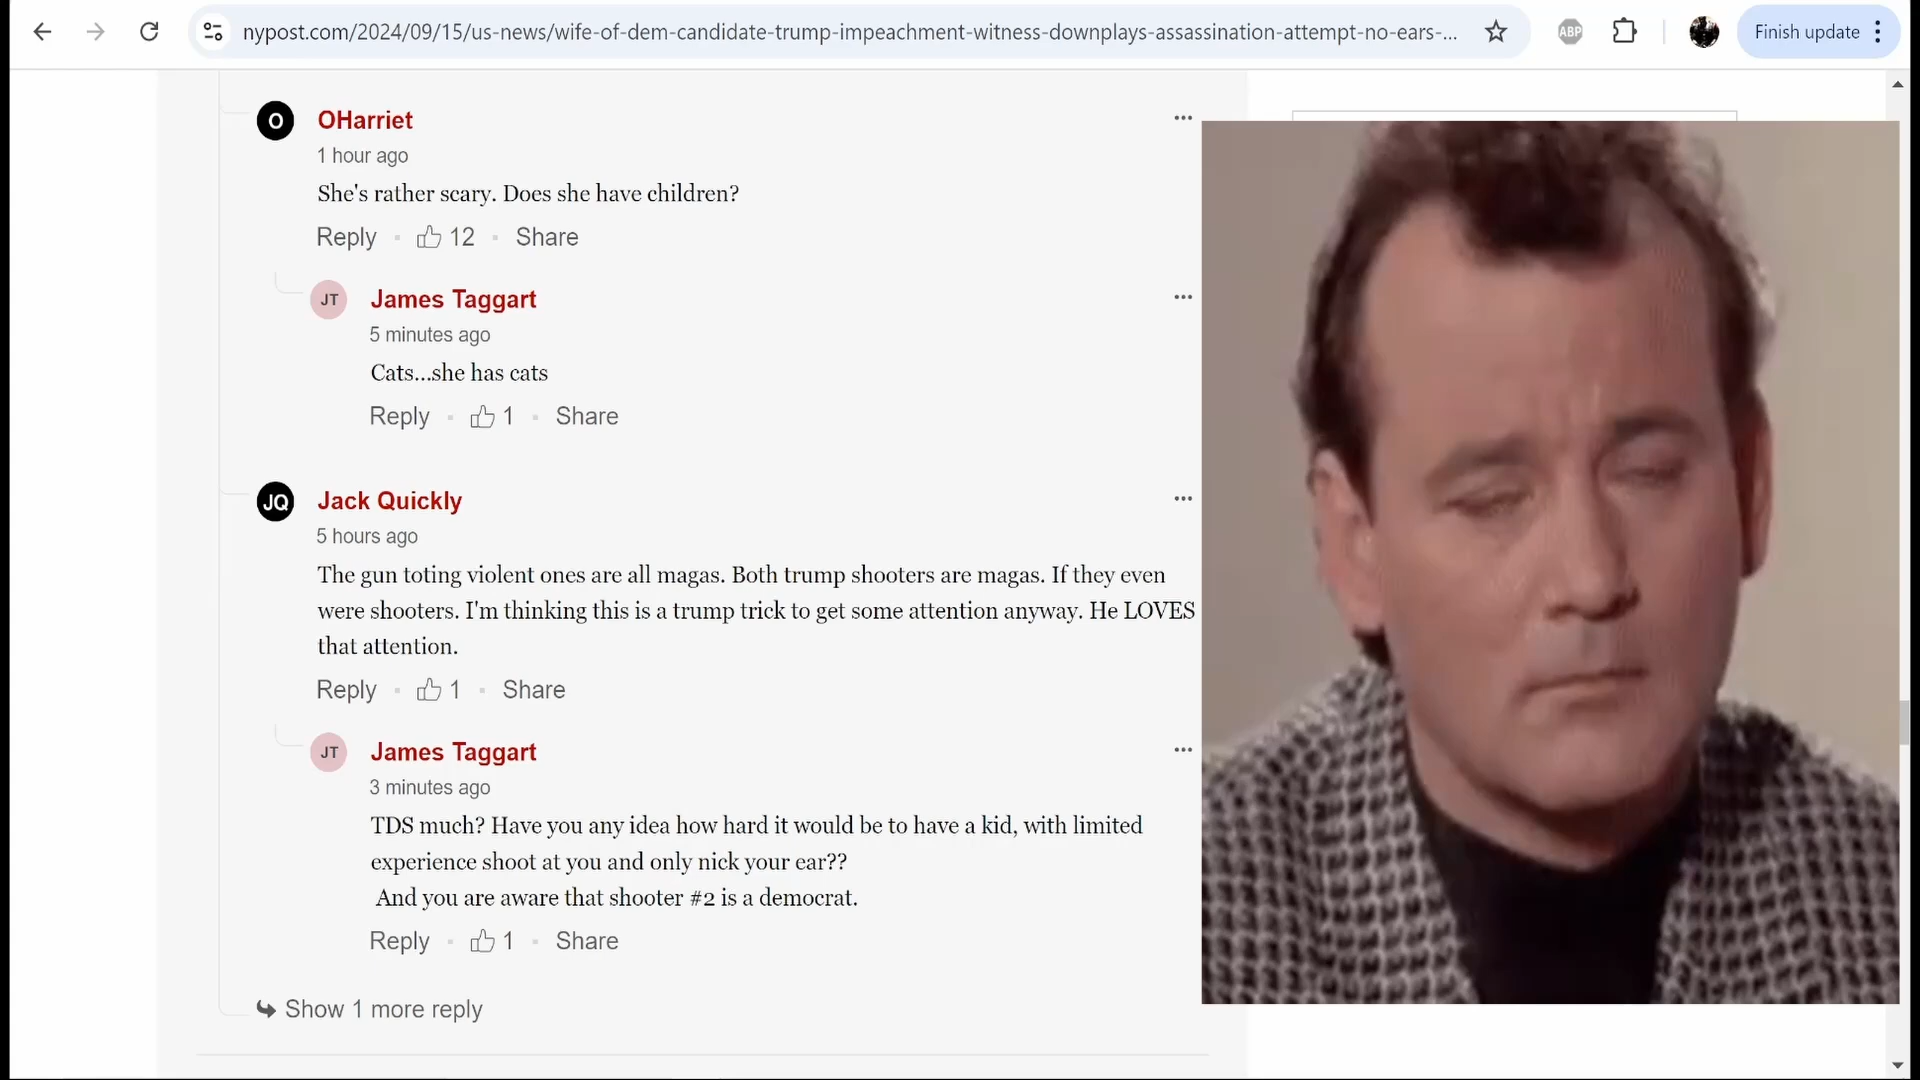 nypost.com/2024/09/15/us-news/wife-of-dem-candidate-trump-impeachment-witness-downplays-assassination-attempt-no-ears-...
ABP
Finish update
O
OHarriet
1 hour ago
She's rather scary. Does she have children?
Reply 12 Share
JT
James Taggart
5 minutes ago
Cats...she has cats
Reply 1 Share
JQ
Jack Quickly
5 hours ago
The gun toting violent ones are all magas. Both trump shooters are magas. If they even
were shooters. I'm thinking this is a trump trick to get some attention anyway. He LOVES
that attention.
Reply 1 Share
JT
James Taggart
3 minutes ago
TDS much? Have you any idea how hard it would be to have a kid, with limited
experience shoot at you and only nick your ear??
And you are aware that shooter #2 is a democrat.
Reply 1 Share
Show 1 more reply